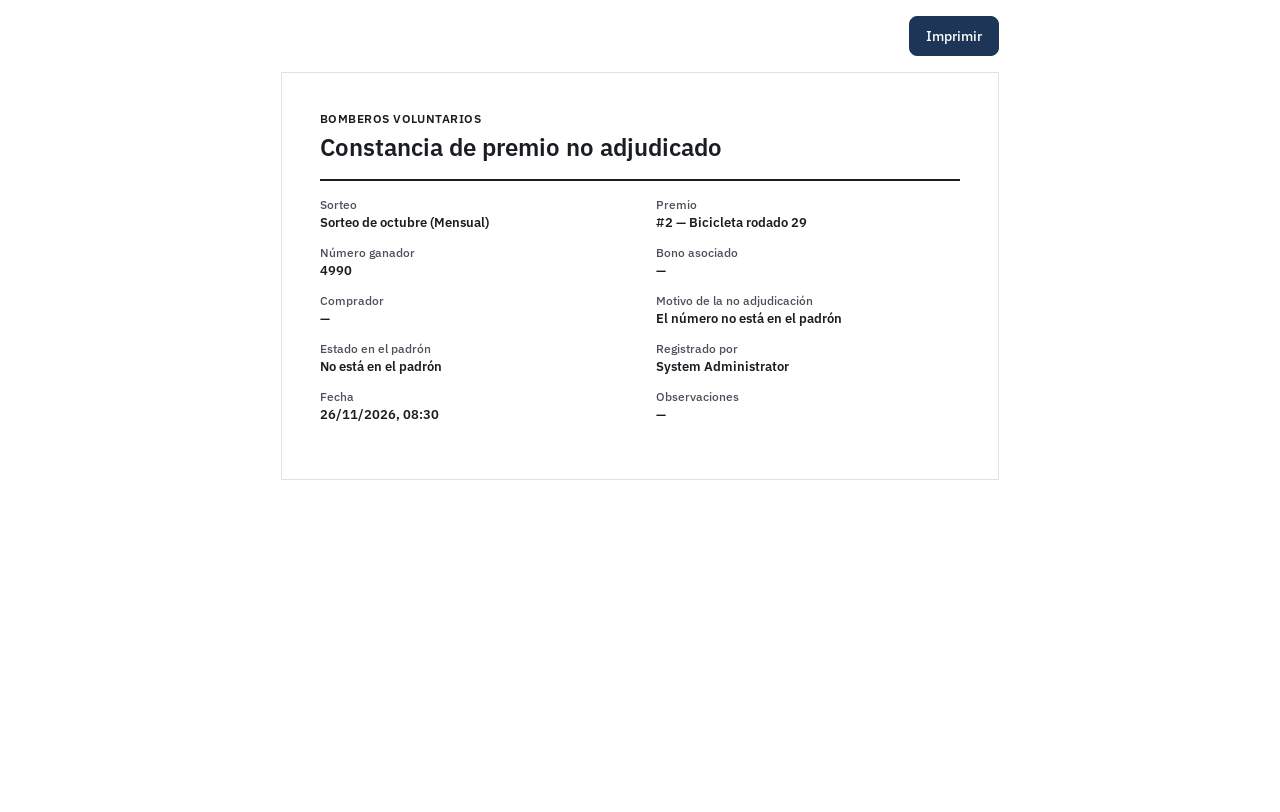 Imprimir
BOMBEROS VOLUNTARIOS
Constancia de premio no adjudicado
Sorteo
Sorteo de octubre (Mensual)
Premio
#2 — Bicicleta rodado 29
Número ganador
4990
Bono asociado
—
Comprador
—
Motivo de la no adjudicación
El número no está en el padrón
Estado en el padrón
No está en el padrón
Registrado por
System Administrator
Fecha
26/11/2026, 08:30
Observaciones
—